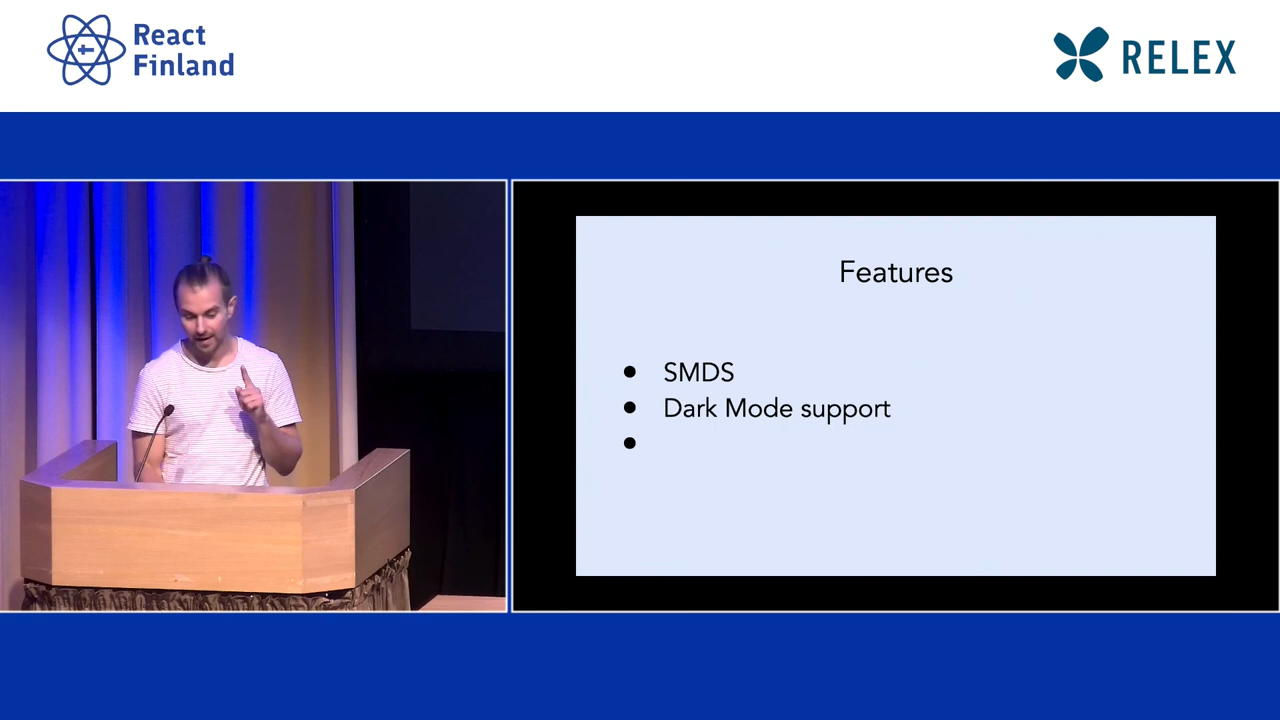 React
Finland
RELEX
Features
● SMDS
● Dark Mode support
●